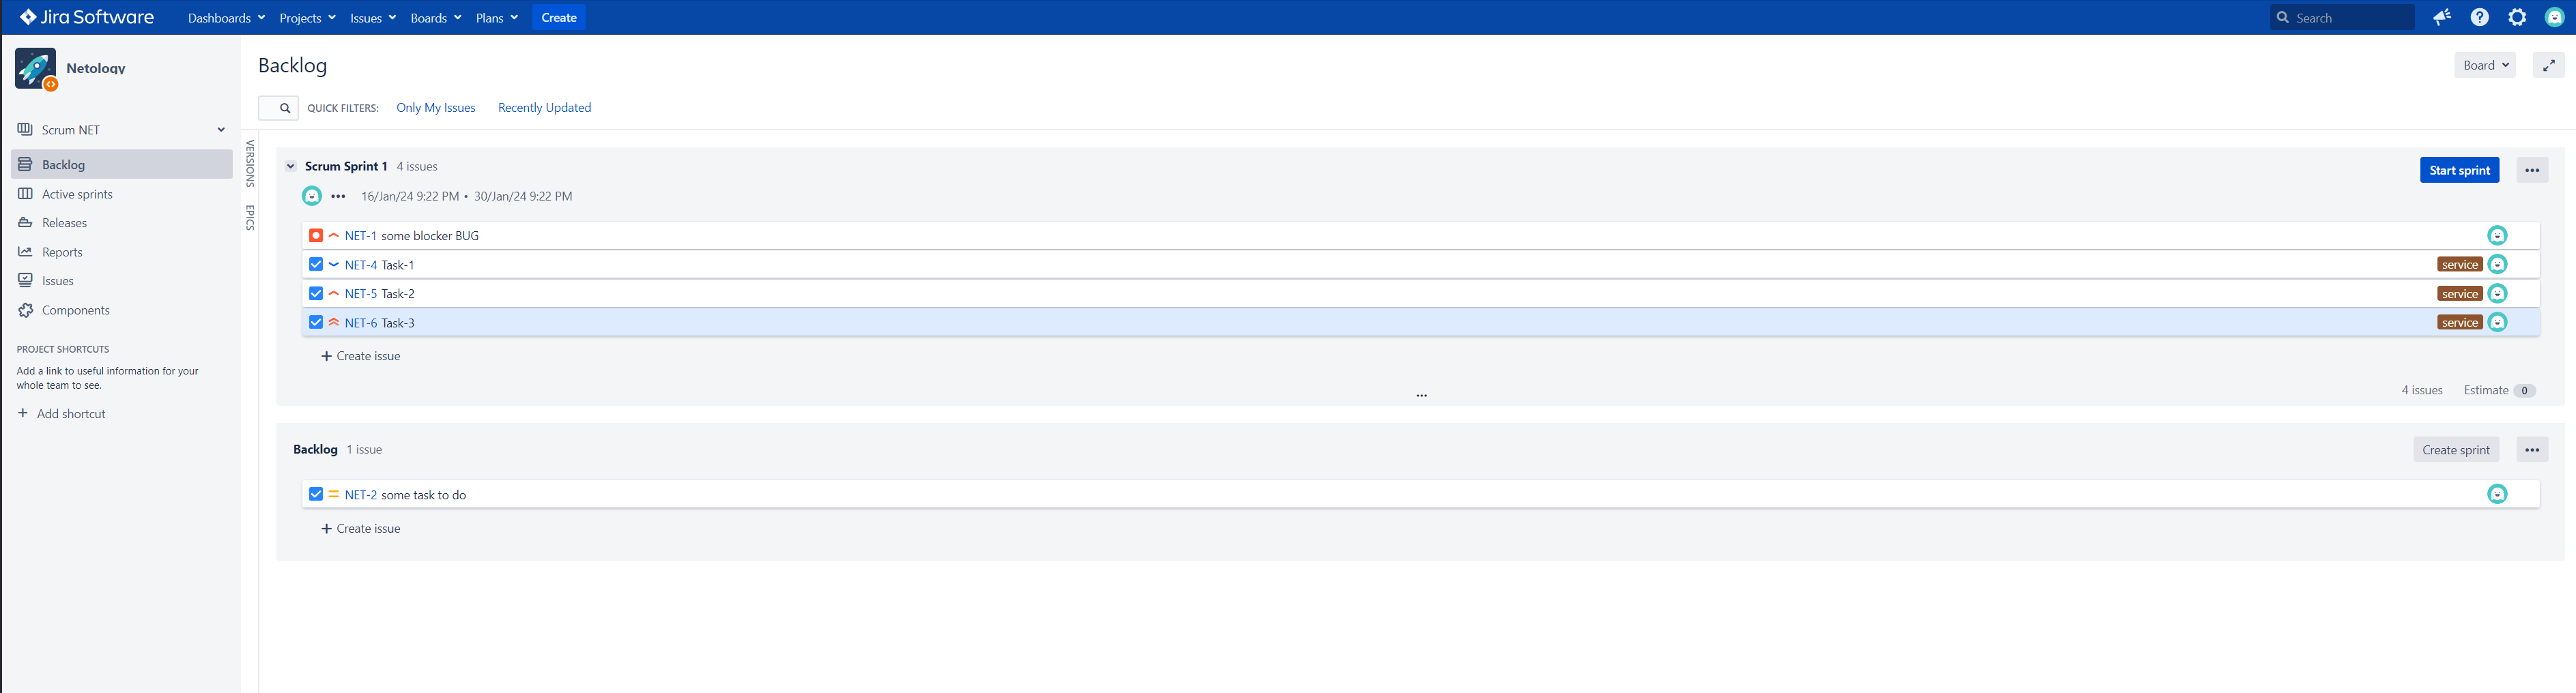 Jira Software Dashboards Projects Issues Boards Plans Create Search
Netology
Scrum NET
Backlog
Active sprints
Releases
Reports
Issues
Components
PROJECT SHORTCUTS
Add a link to useful information for your
whole team to see.
+ Add shortcut
Backlog
Board
QUICK FILTERS: Only My Issues Recently Updated
VERSIONS
EPICS
Scrum Sprint 1 4 issues
Start sprint •••
••• 16/Jan/24 9:22 PM • 30/Jan/24 9:22 PM
NET-1 some blocker BUG
NET-4 Task-1 service
NET-5 Task-2 service
NET-6 Task-3 service
+ Create issue
4 issues Estimate 0
...
Backlog 1 issue
Create sprint •••
NET-2 some task to do
+ Create issue